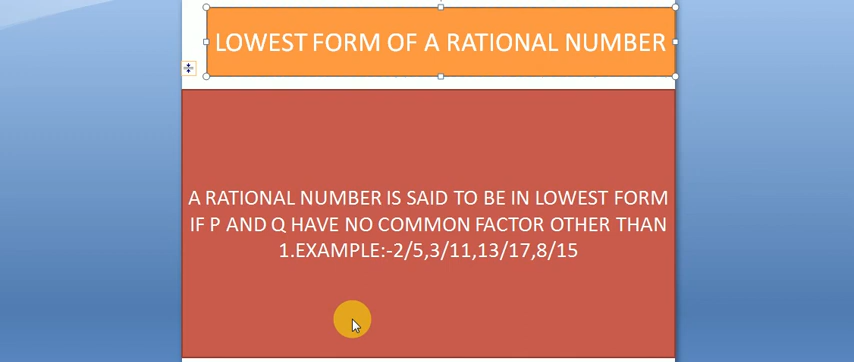 LOWEST FORM OF A RATIONAL NUMBER
A RATIONAL NUMBER IS SAID TO BE IN LOWEST FORM
IF P AND Q HAVE NO COMMON FACTOR OTHER THAN
1.EXAMPLE:-2/5,3/11,13/17,8/15